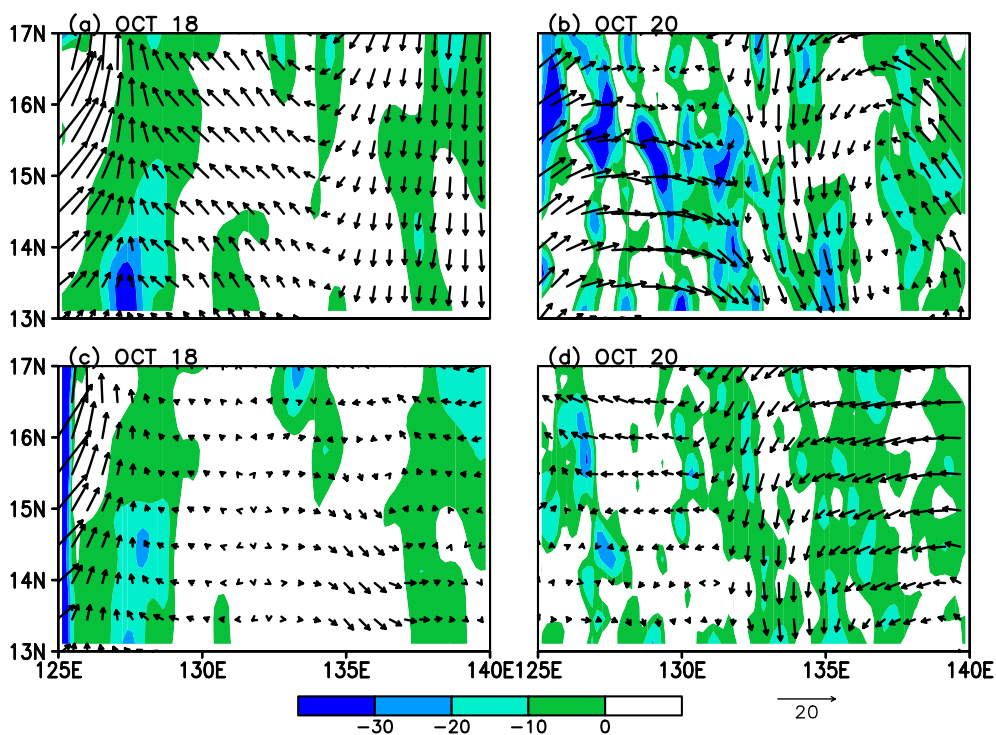 (a) OCT 18
(b) OCT 20
17N
16N
15N
14N
13N
(c) OCT 18
(d) OCT 20
17N
16N
15N
14N
13N
125E 130E 135E 140E 125E 130E 135E 140E
-30 -20 -10 0
20